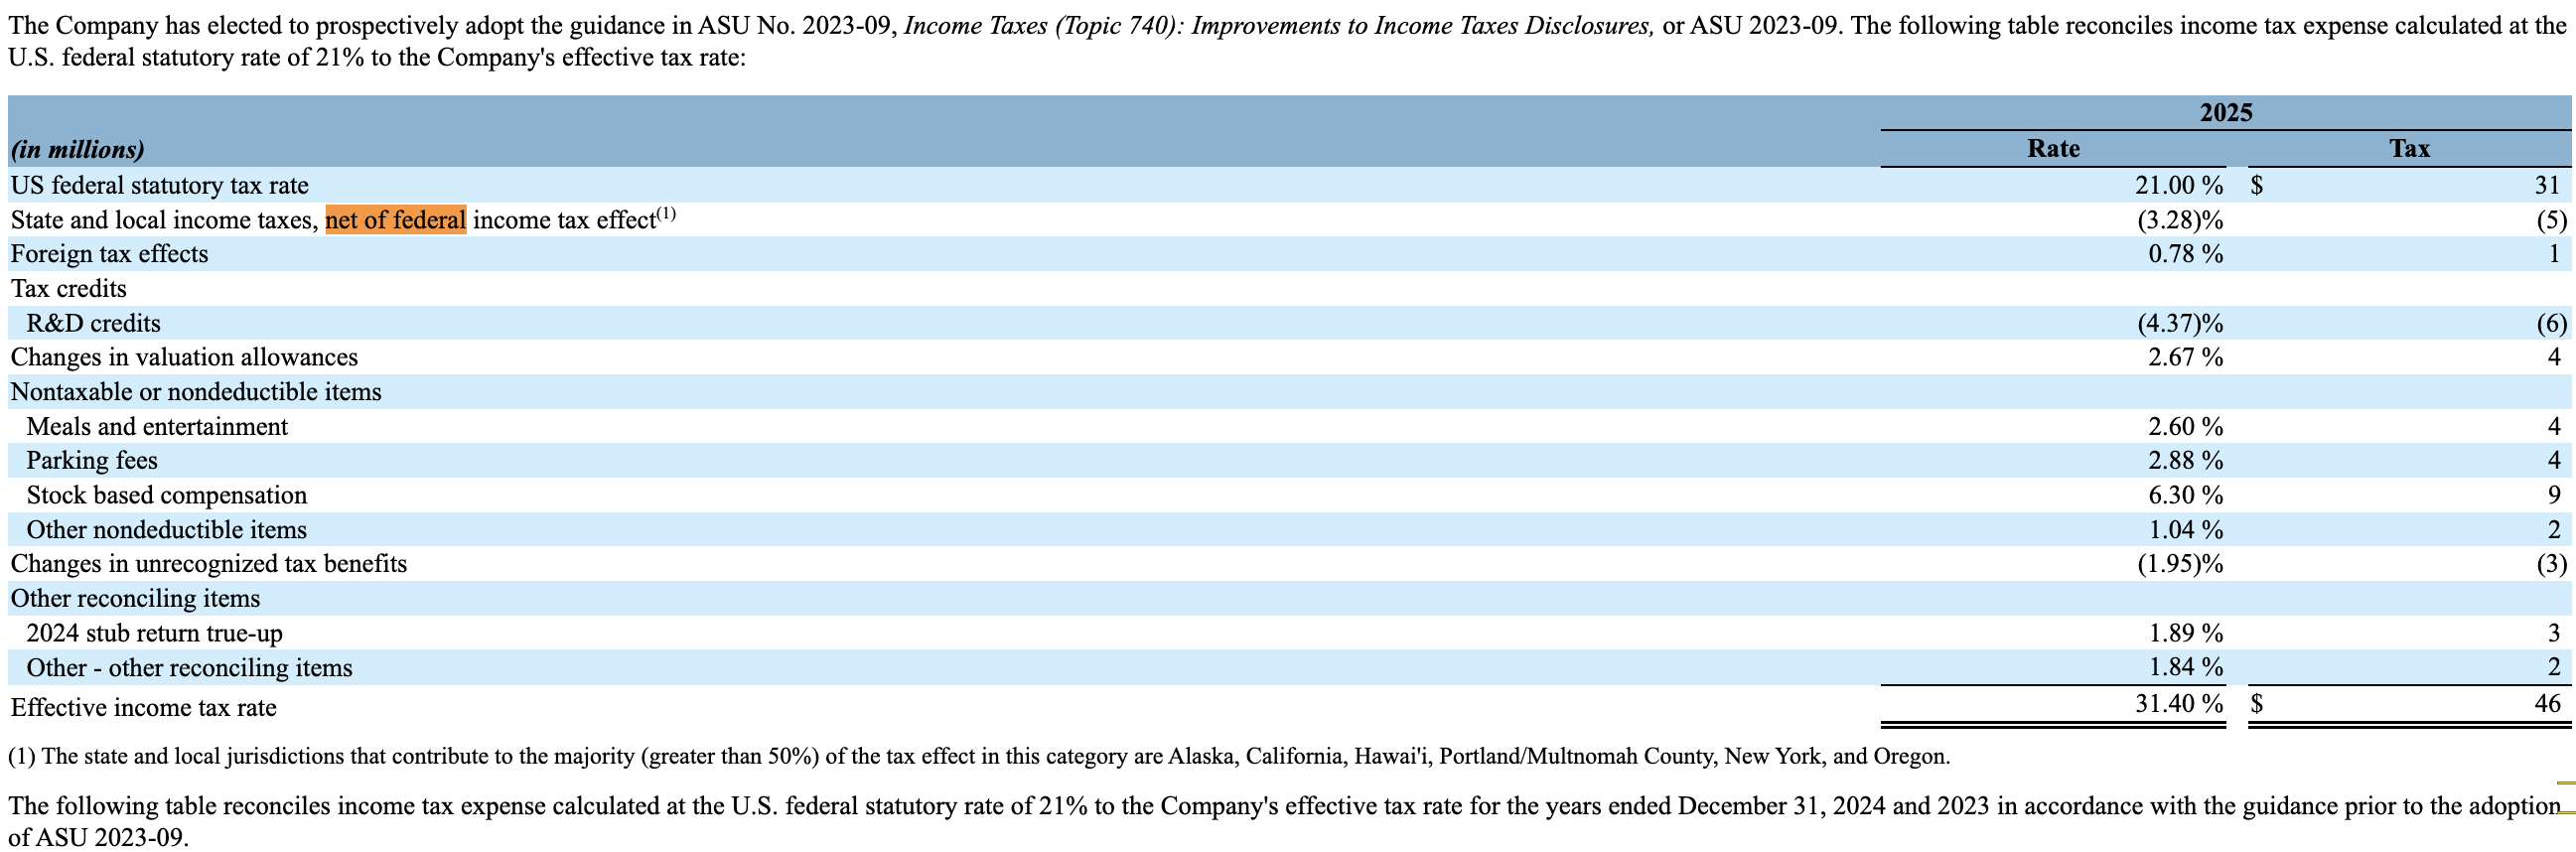 The Company has elected to prospectively adopt the guidance in ASU No. 2023-09, Income Taxes (Topic 740): Improvements to Income Taxes Disclosures, or ASU 2023-09. The following table reconciles income tax expense calculated at the
U.S. federal statutory rate of 21% to the Company's effective tax rate:
2025
(in millions) Rate Tax
US federal statutory tax rate 21.00 % $ 31
State and local income taxes, net of federal income tax effect(1) (3.28)% (5)
Foreign tax effects 0.78 % 1
Tax credits
R&D credits (4.37)% (6)
Changes in valuation allowances 2.67 % 4
Nontaxable or nondeductible items
Meals and entertainment 2.60 % 4
Parking fees 2.88 % 4
Stock based compensation 6.30 % 9
Other nondeductible items 1.04 % 2
Changes in unrecognized tax benefits (1.95)% (3)
Other reconciling items
2024 stub return true-up 1.89 % 3
Other - other reconciling items 1.84 % 2
Effective income tax rate 31.40 % $ 46
(1) The state and local jurisdictions that contribute to the majority (greater than 50%) of the tax effect in this category are Alaska, California, Hawai'i, Portland/Multnomah County, New York, and Oregon.
The following table reconciles income tax expense calculated at the U.S. federal statutory rate of 21% to the Company's effective tax rate for the years ended December 31, 2024 and 2023 in accordance with the guidance prior to the adoption
of ASU 2023-09.